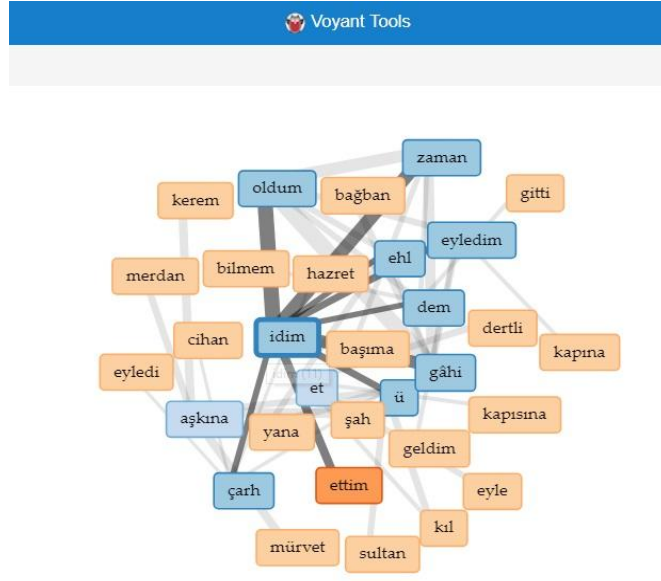 Voyant Tools
zaman
oldum
bağban
gitti
kerem
eyledim
ehl
bilmem
hazret
merdan
dem
dertli
idim
cihan
başıma
kapına
eyledi
gâhi
et
ü
aşkına
şah
kapısına
yana
geldim
çarh
ettim
eyle
kıl
mürvet
sultan